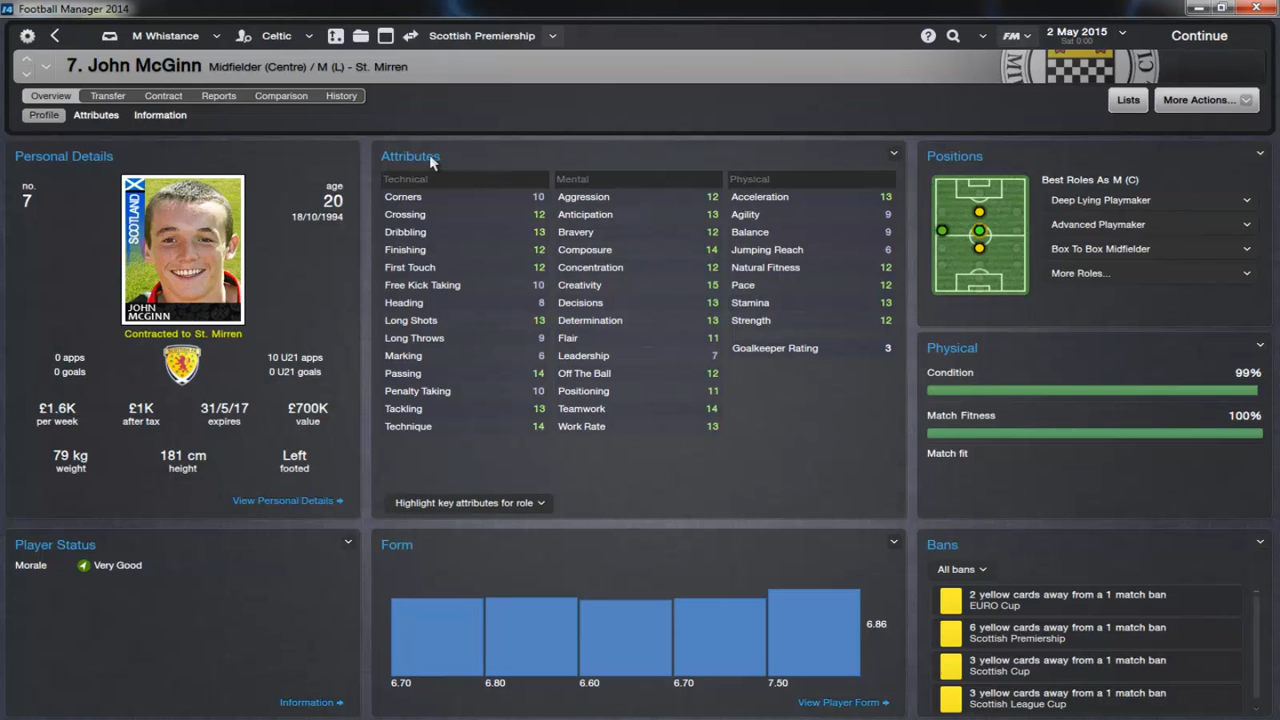 Football Manager 2014
M Whistance
Celtic
Scottish Premiership
FM
2 May 2015
Sat 0:00
Continue
7. John McGinn Midfielder (Centre) / M (L) - St. Mirren
Overview Transfer Contract Reports Comparison History
Lists
More Actions...
Profile Attributes Information
Personal Details
no.
7
SCOTLAND
JOHN
MCGINN
age
20
18/10/1994
Contracted to St. Mirren
0 apps
0 goals
10 U21 apps
0 U21 goals
£1.6K
per week
£1K
after tax
31/5/17
expires
£700K
value
79 kg
weight
181 cm
height
Left
footed
View Personal Details
Attributes
Technical Mental Physical
Corners 10 Aggression 12 Acceleration 13
Crossing 12 Anticipation 13 Agility 9
Dribbling 13 Bravery 12 Balance 9
Finishing 12 Composure 14 Jumping Reach 6
First Touch 12 Concentration 12 Natural Fitness 12
Free Kick Taking 10 Creativity 15 Pace 12
Heading 8 Decisions 13 Stamina 13
Long Shots 13 Determination 13 Strength 12
Long Throws 9 Flair 11 Goalkeeper Rating 3
Marking 6 Leadership 7
Passing 14 Off The Ball 12
Penalty Taking 10 Positioning 11
Tackling 13 Teamwork 14
Technique 14 Work Rate 13
Highlight key attributes for role
Positions
Best Roles As M (C)
Deep Lying Playmaker
Advanced Playmaker
Box To Box Midfielder
More Roles...
Physical
Condition 99%
Match Fitness 100%
Match fit
Player Status
Morale Very Good
Information
Form
6.86
6.70 6.80 6.60 6.70 7.50
View Player Form
Bans
All bans
2 yellow cards away from a 1 match ban
EURO Cup
6 yellow cards away from a 1 match ban
Scottish Premiership
3 yellow cards away from a 1 match ban
Scottish Cup
3 yellow cards away from a 1 match ban
Scottish League Cup